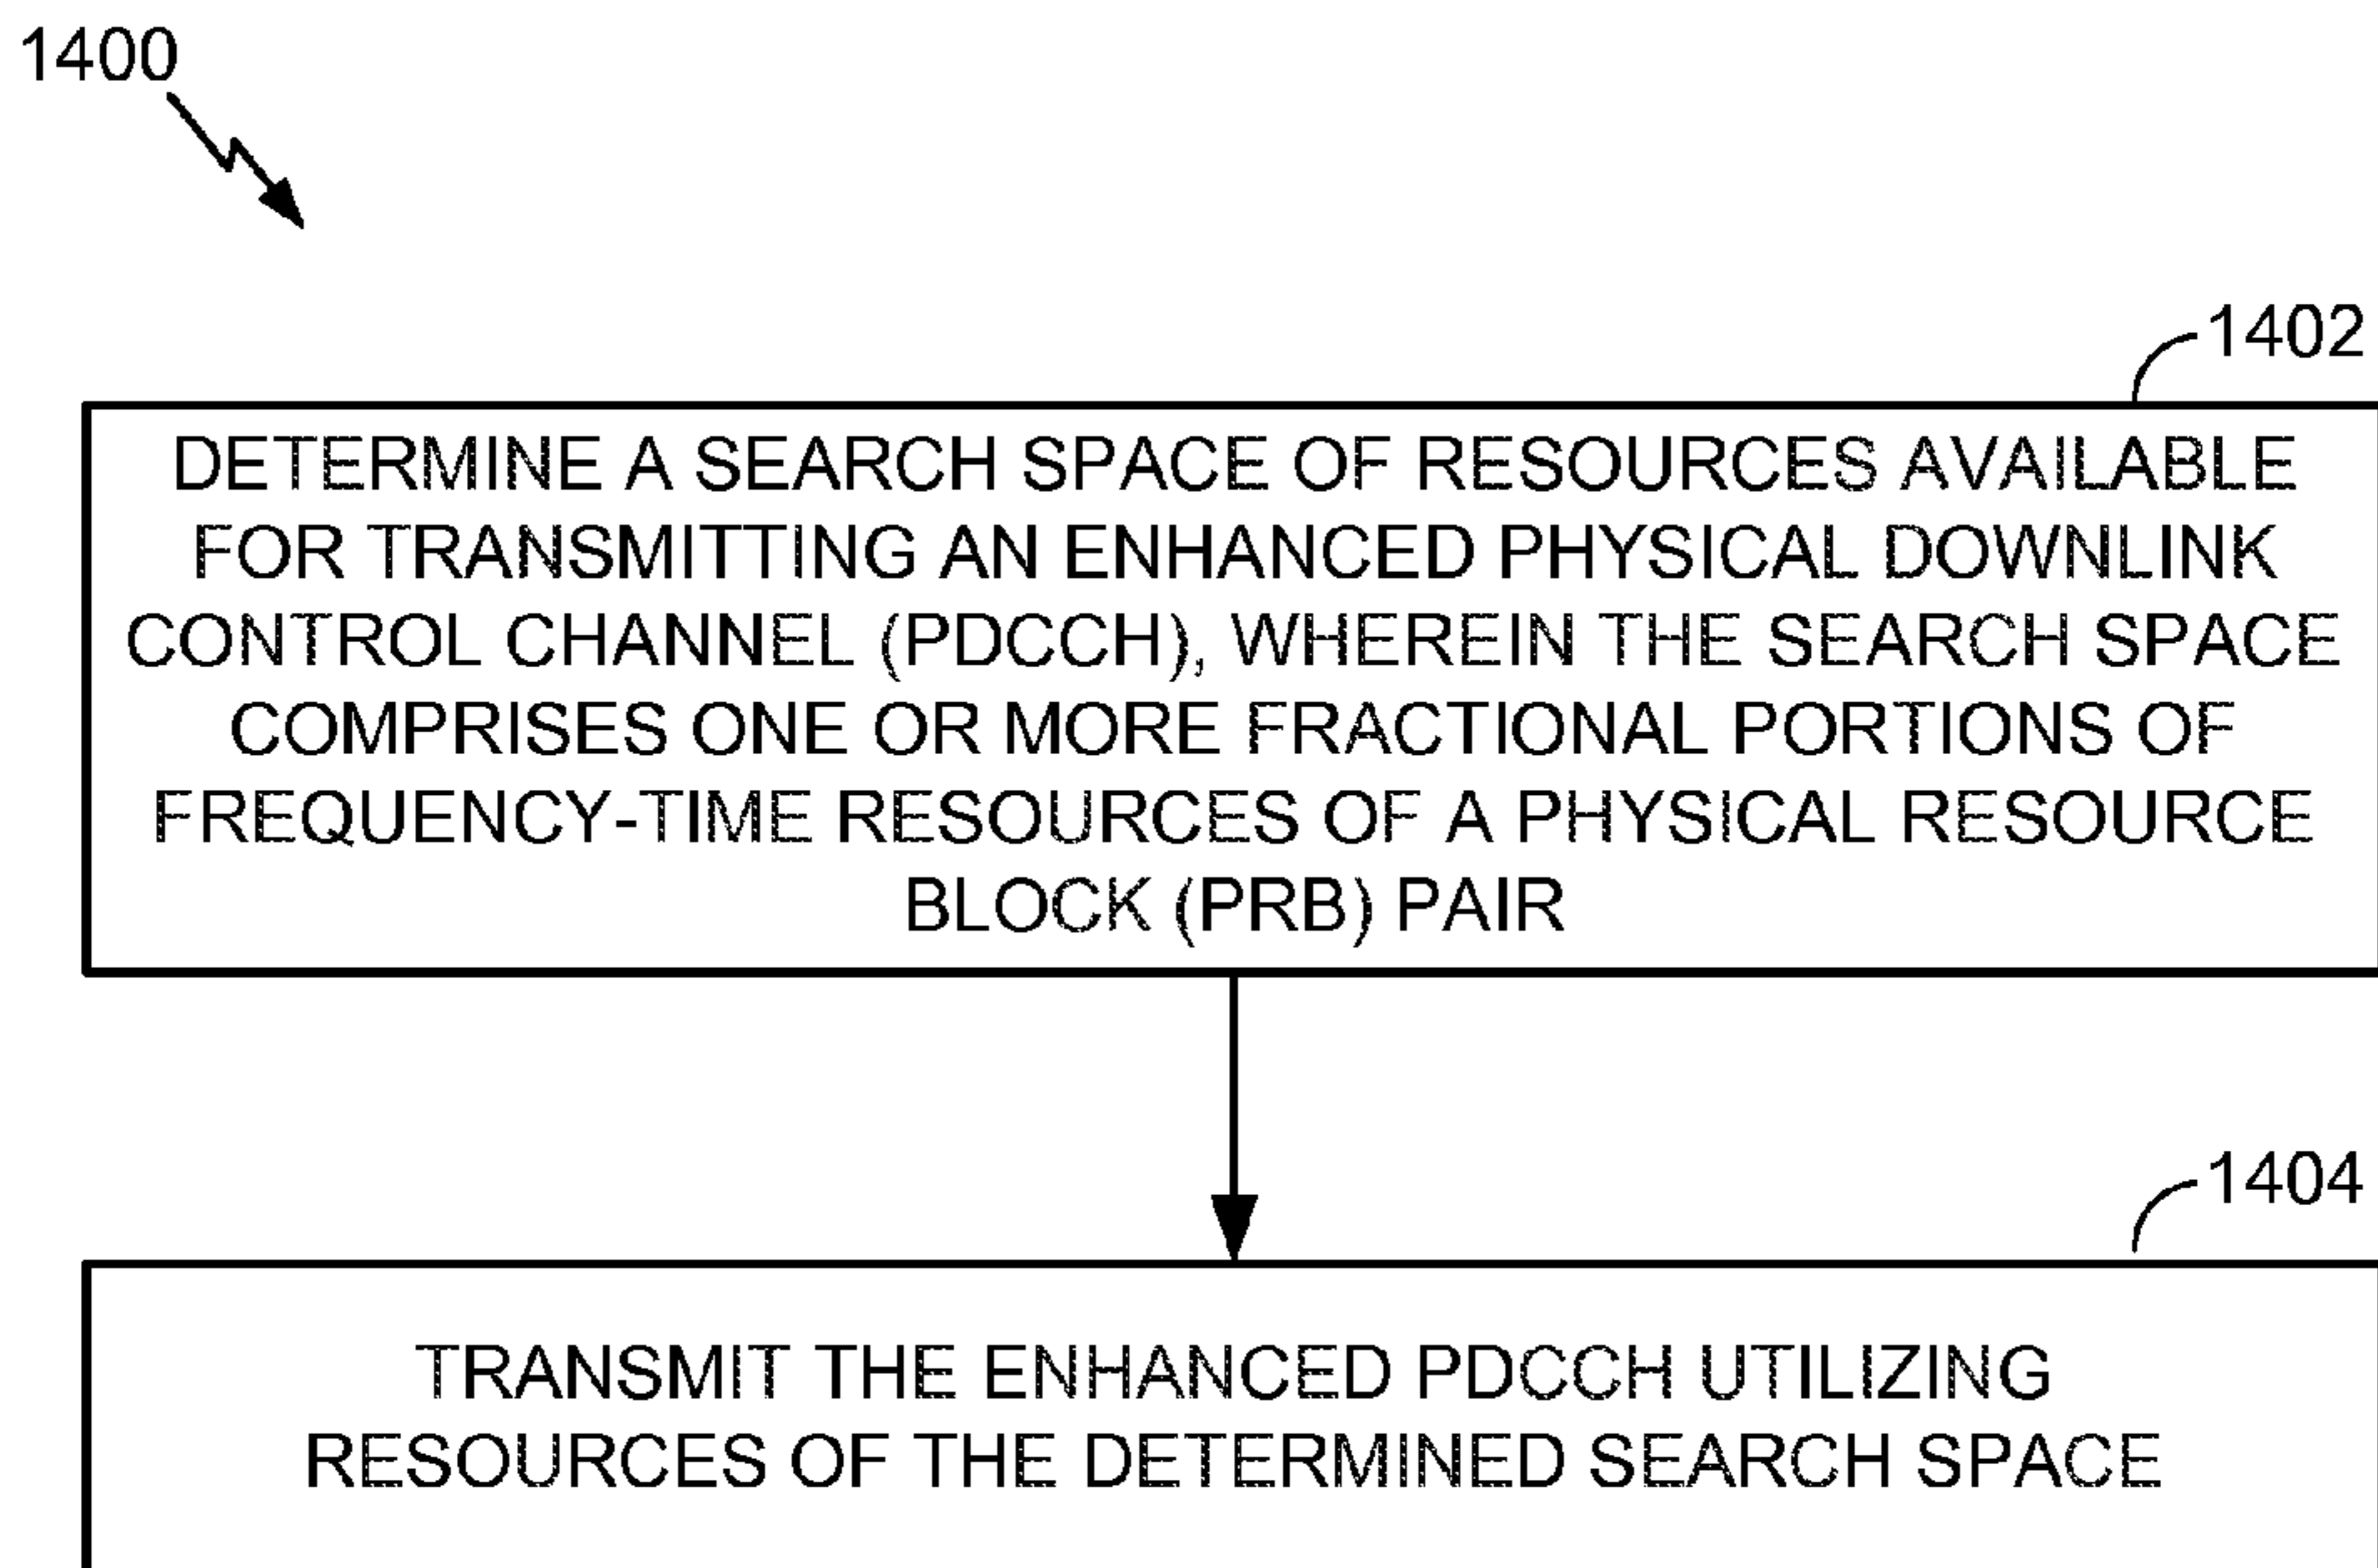 1400
1402
DETERMINE A SEARCH SPACE OF RESOURCES AVAILABLE
FOR TRANSMITTING AN ENHANCED PHYSICAL DOWNLINK
CONTROL CHANNEL (PDCCH), WHEREIN THE SEARCH SPACE
COMPRISES ONE OR MORE FRACTIONAL PORTIONS OF
FREQUENCY-TIME RESOURCES OF A PHYSICAL RESOURCE
BLOCK (PRB) PAIR
1404
TRANSMIT THE ENHANCED PDCCH UTILIZING
RESOURCES OF THE DETERMINED SEARCH SPACE